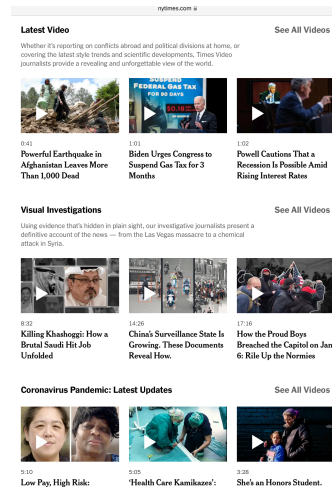 nytimes.com
Latest Video
See All Videos
Whether it's reporting on conflicts abroad and political divisions at home, or
covering the latest style trends and scientific developments, Times Video
journalists provide a revealing and unforgettable view of the world.
SUSPEND
FEDERAL GAS TAX
FOR 90 DAYS
0:41
Powerful Earthquake in
Afghanistan Leaves More
Than 1,000 Dead
1:01
Biden Urges Congress to
Suspend Gas Tax for 3
Months
1:02
Powell Cautions That a
Recession Is Possible Amid
Rising Interest Rates
Visual Investigations
See All Videos
Using evidence that's hidden in plain sight, our investigative journalists present a
definitive account of the news — from the Las Vegas massacre to a chemical
attack in Syria.
8:32
Killing Khashoggi: How a
Brutal Saudi Hit Job
Unfolded
14:26
China's Surveillance State Is
Growing. These Documents
Reveal How.
17:16
How the Proud Boys
Breached the Capitol on Jan
6: Rile Up the Normies
Coronavirus Pandemic: Latest Updates
See All Videos
5:10
Low Pay, High Risk:
5:05
'Health Care Kamikazes':
3:28
She's an Honors Student.